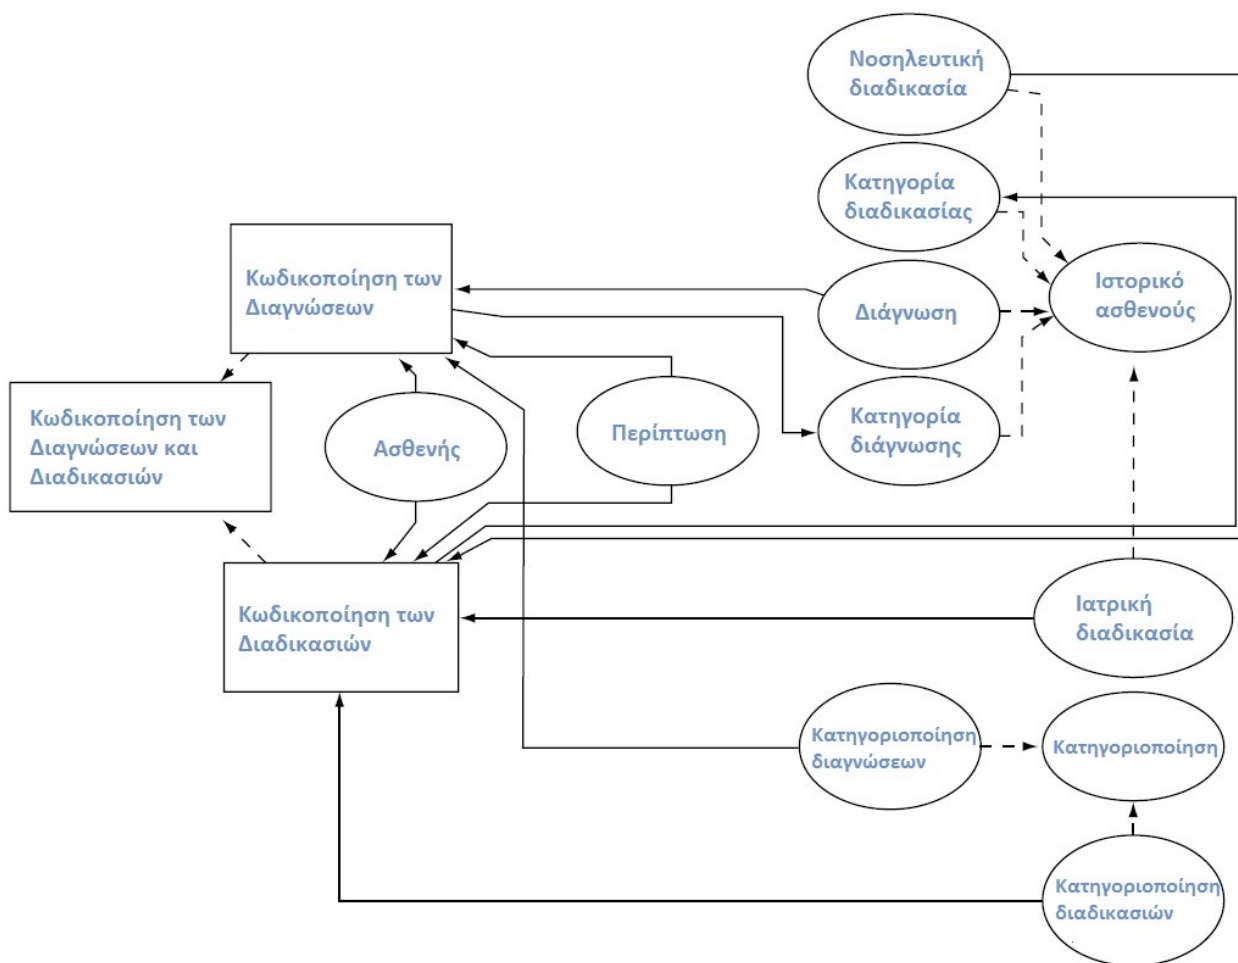 Νοσηλευτική
διαδικασία
Κατηγορία
διαδικασίας
Κωδικοποίηση των
Διαγνώσεων
Διάγνωση
Ιστορικό
ασθενούς
Κωδικοποίηση των
Διαγνώσεων και
Διαδικασιών
Ασθενής
Περίπτωση
Κατηγορία
διάγνωσης
Κωδικοποίηση των
Διαδικασιών
Ιατρική
διαδικασία
Κατηγοριοποίηση
διαγνώσεων
Κατηγοριοποίηση
Κατηγοριοποίηση
διαδικασιών